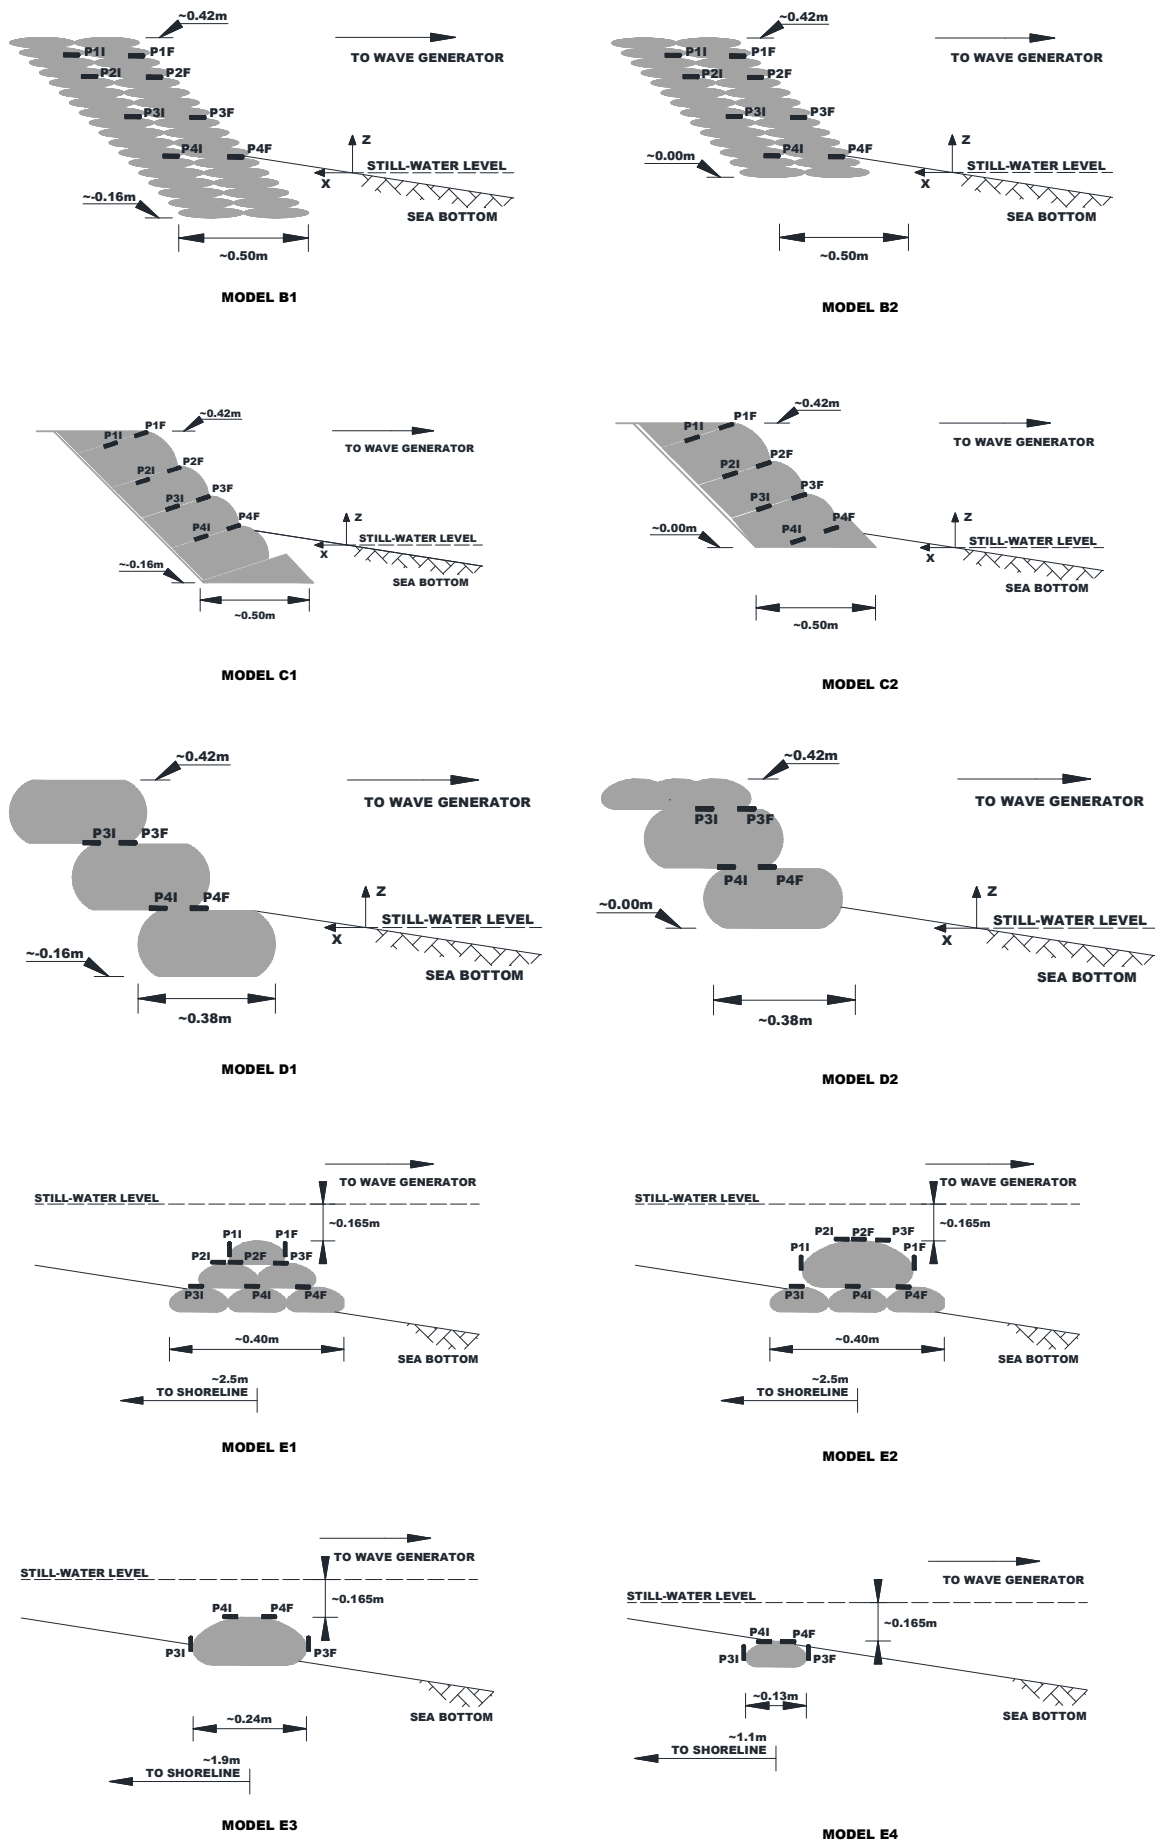 ~0.42m
P1I
P1F
TO WAVE GENERATOR
P2I
P2F
P3I
P3F
P4I
P4F
Z
STILL-WATER LEVEL
X
~-0.16m
SEA BOTTOM
~0.50m
MODEL B1
~0.42m
P1I
P1F
TO WAVE GENERATOR
P2I
P2F
P3I
P3F
P4I
P4F
Z
~0.00m
STILL-WATER LEVEL
X
SEA BOTTOM
~0.50m
MODEL B2
~0.42m
P1F
P1I
TO WAVE GENERATOR
P2F
P2I
P3F
P3I
P4F
P4I
Z
STILL-WATER LEVEL
X
~-0.16m
SEA BOTTOM
~0.50m
MODEL C1
~0.42m
P1F
P1I
TO WAVE GENERATOR
P2F
P2I
P3F
P3I
P4F
P4I
Z
~0.00m
STILL-WATER LEVEL
X
SEA BOTTOM
~0.50m
MODEL C2
~0.42m
TO WAVE GENERATOR
P3I
P3F
P4I
P4F
Z
STILL-WATER LEVEL
X
~-0.16m
SEA BOTTOM
~0.38m
MODEL D1
~0.42m
TO WAVE GENERATOR
P3I
P3F
P4I
P4F
Z
~0.00m
STILL-WATER LEVEL
X
SEA BOTTOM
~0.38m
MODEL D2
TO WAVE GENERATOR
STILL-WATER LEVEL
~0.165m
P1I
P1F
P2I
P2F
P3F
P3I
P4I
P4F
~0.40m
SEA BOTTOM
~2.5m
TO SHORELINE
MODEL E1
TO WAVE GENERATOR
STILL-WATER LEVEL
~0.165m
P2I
P2F
P3F
P1I
P1F
P3I
P4I
P4F
~0.40m
SEA BOTTOM
~2.5m
TO SHORELINE
MODEL E2
TO WAVE GENERATOR
STILL-WATER LEVEL
~0.165m
P4I
P4F
P3I
P3F
SEA BOTTOM
~0.24m
~1.9m
TO SHORELINE
MODEL E3
TO WAVE GENERATOR
STILL-WATER LEVEL
~0.165m
P4I
P4F
P3I
P3F
~0.13m
SEA BOTTOM
~1.1m
TO SHORELINE
MODEL E4